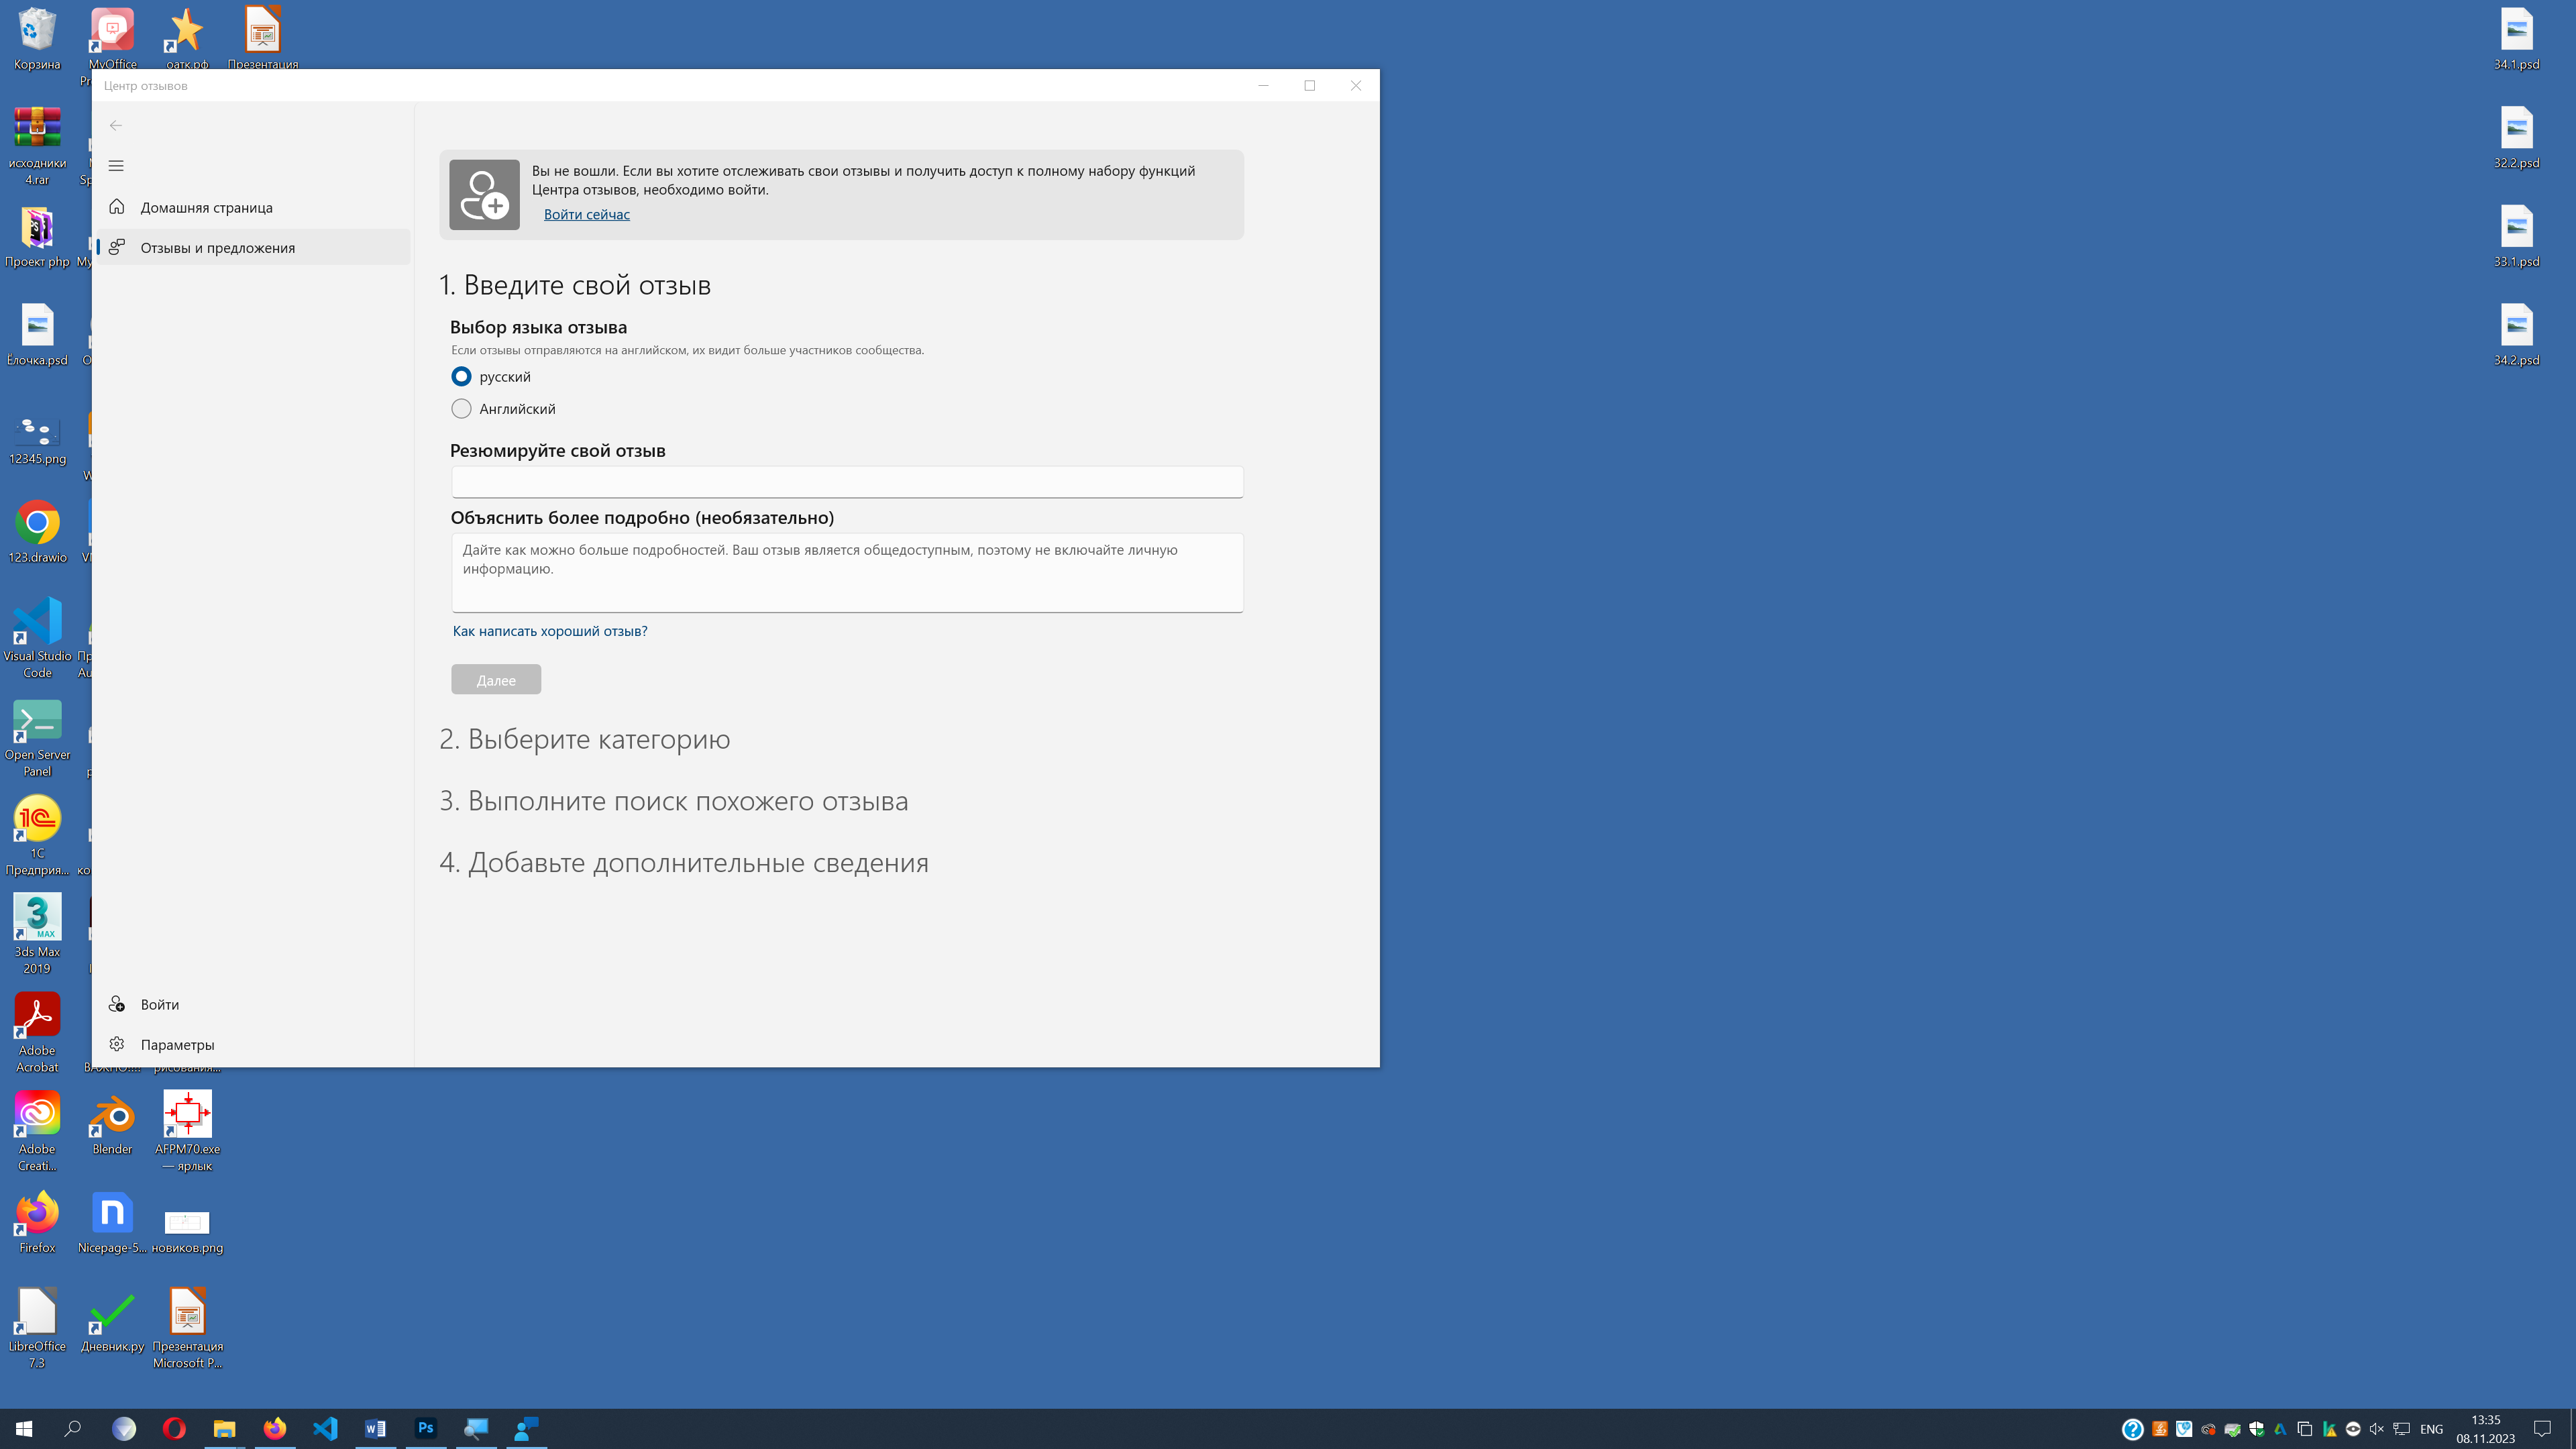 Корзина
MyOffice
оатк.рф
Презентация
исходники
4.rar
Проект php
Ёлочка.psd
12345.png
123.drawio
Visual Studio
Code
Open Server
Panel
1С
Предприя...
3ds Max
2019
Adobe
Acrobat
Adobe
Creati...
Blender
AFPM70.exe
— ярлык
Firefox
Nicepage-5...
новиков.png
LibreOffice
7.3
Дневник.ру
Презентация
Microsoft P...
34.1.psd
32.2.psd
33.1.psd
34.2.psd
Центр отзывов
Домашняя страница
Отзывы и предложения
Войти
Параметры
Вы не вошли. Если вы хотите отслеживать свои отзывы и получить доступ к полному набору функций
Центра отзывов, необходимо войти.
Войти сейчас
1. Введите свой отзыв
Выбор языка отзыва
Если отзывы отправляются на английском, их видит больше участников сообщества.
русский
Английский
Резюмируйте свой отзыв
Объяснить более подробно (необязательно)
Дайте как можно больше подробностей. Ваш отзыв является общедоступным, поэтому не включайте личную
информацию.
Как написать хороший отзыв?
Далее
2. Выберите категорию
3. Выполните поиск похожего отзыва
4. Добавьте дополнительные сведения
ENG
13:35
08.11.2023